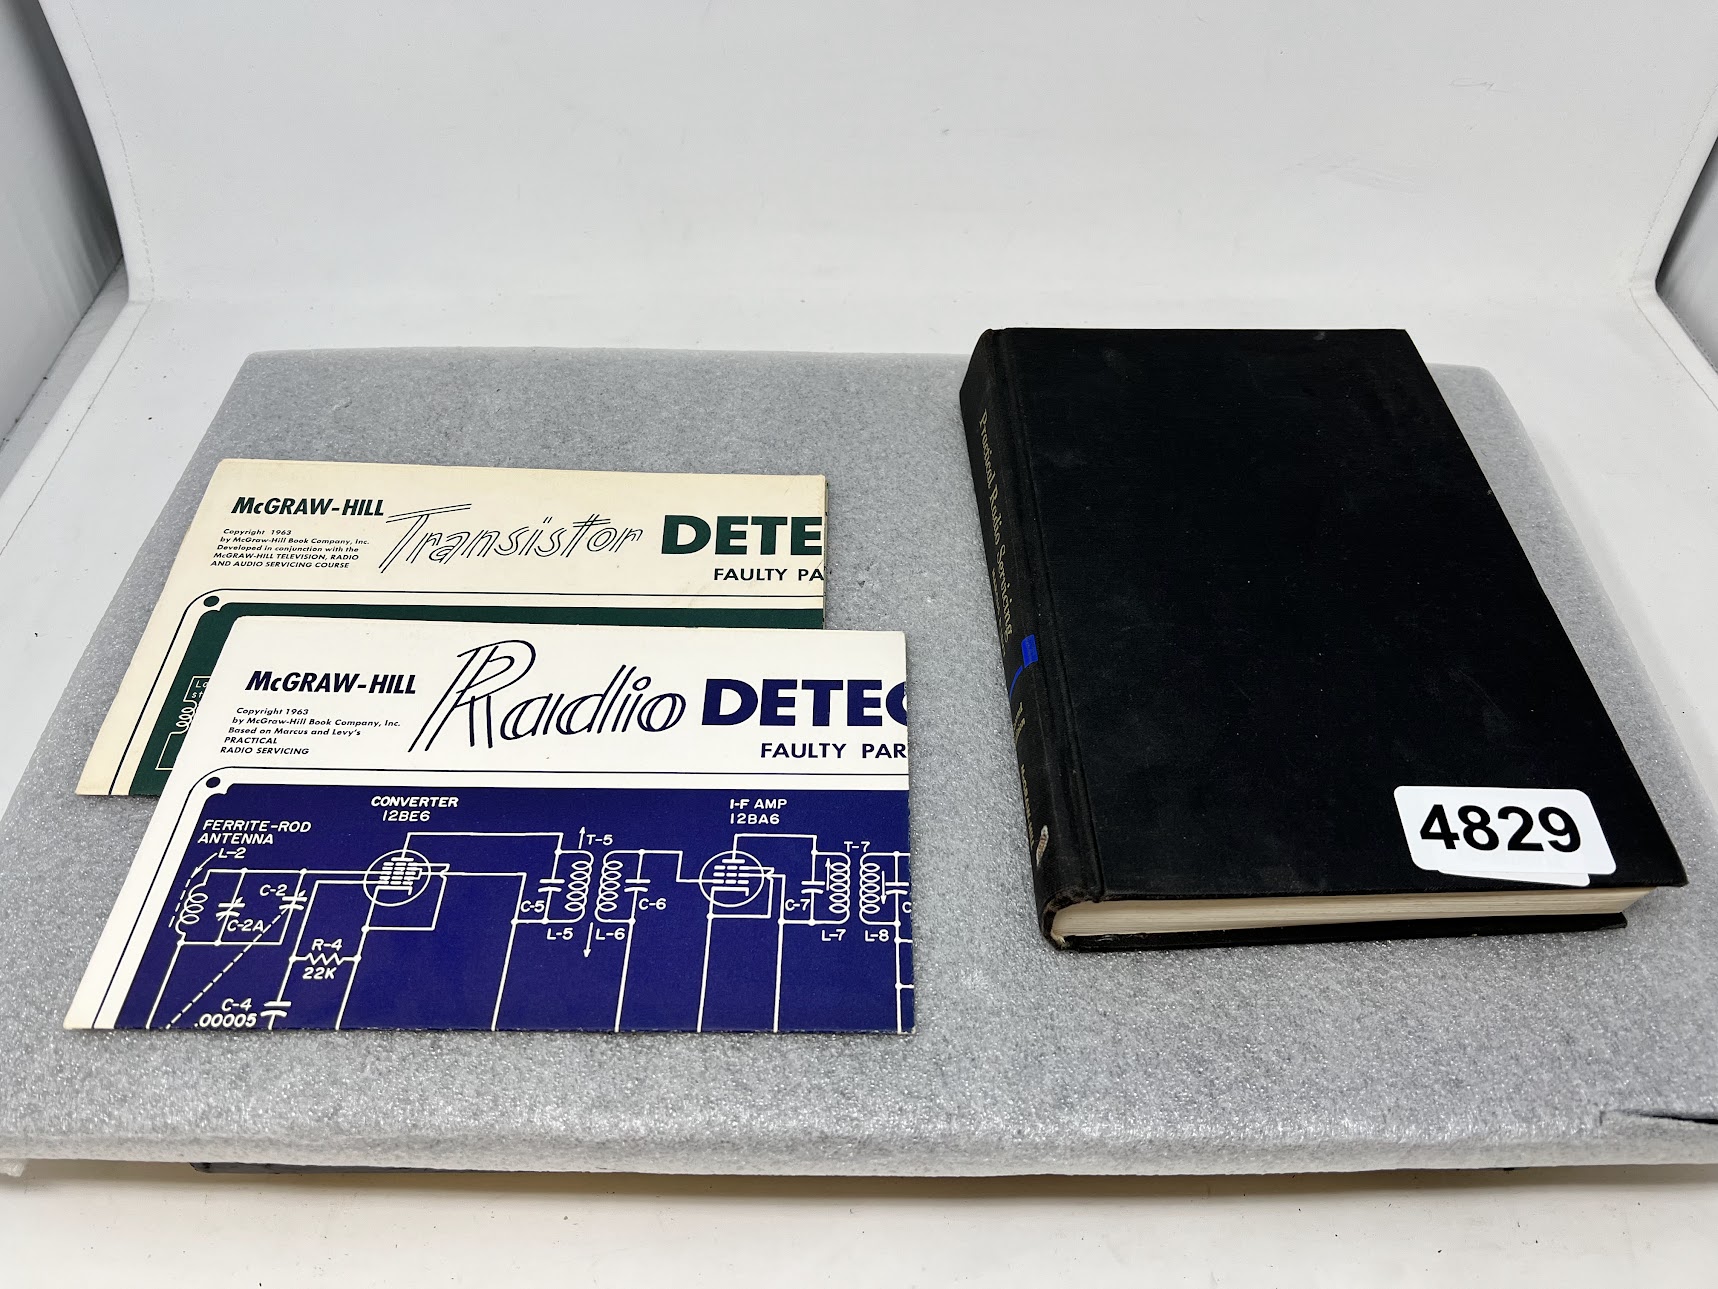 McGRAW-HILL Transistor DETE
Copyright 1963
by McGraw-Hill Book Company, Inc.
Developed in conjunction with the
McGRAW-HILL TELEVISION, RADIO
AND AUDIO SERVICING COURSE
FAULTY PA
McGRAW-HILL Radio DETEC
Copyright 1963
by McGraw-Hill Book Company, Inc.
Based on Marcus and Levy's
PRACTICAL
RADIO SERVICING
FAULTY PAR
CONVERTER
12BE6
I-F AMP
12BA6
FERRITE-ROD
ANTENNA
L-2
C-2
C-2A
R-4
22K
C-4
.00005
T-5
C-5
C-6
L-5
L-6
T-7
C-7
L-7
L-8
C
Practical Radio Servicing
4829